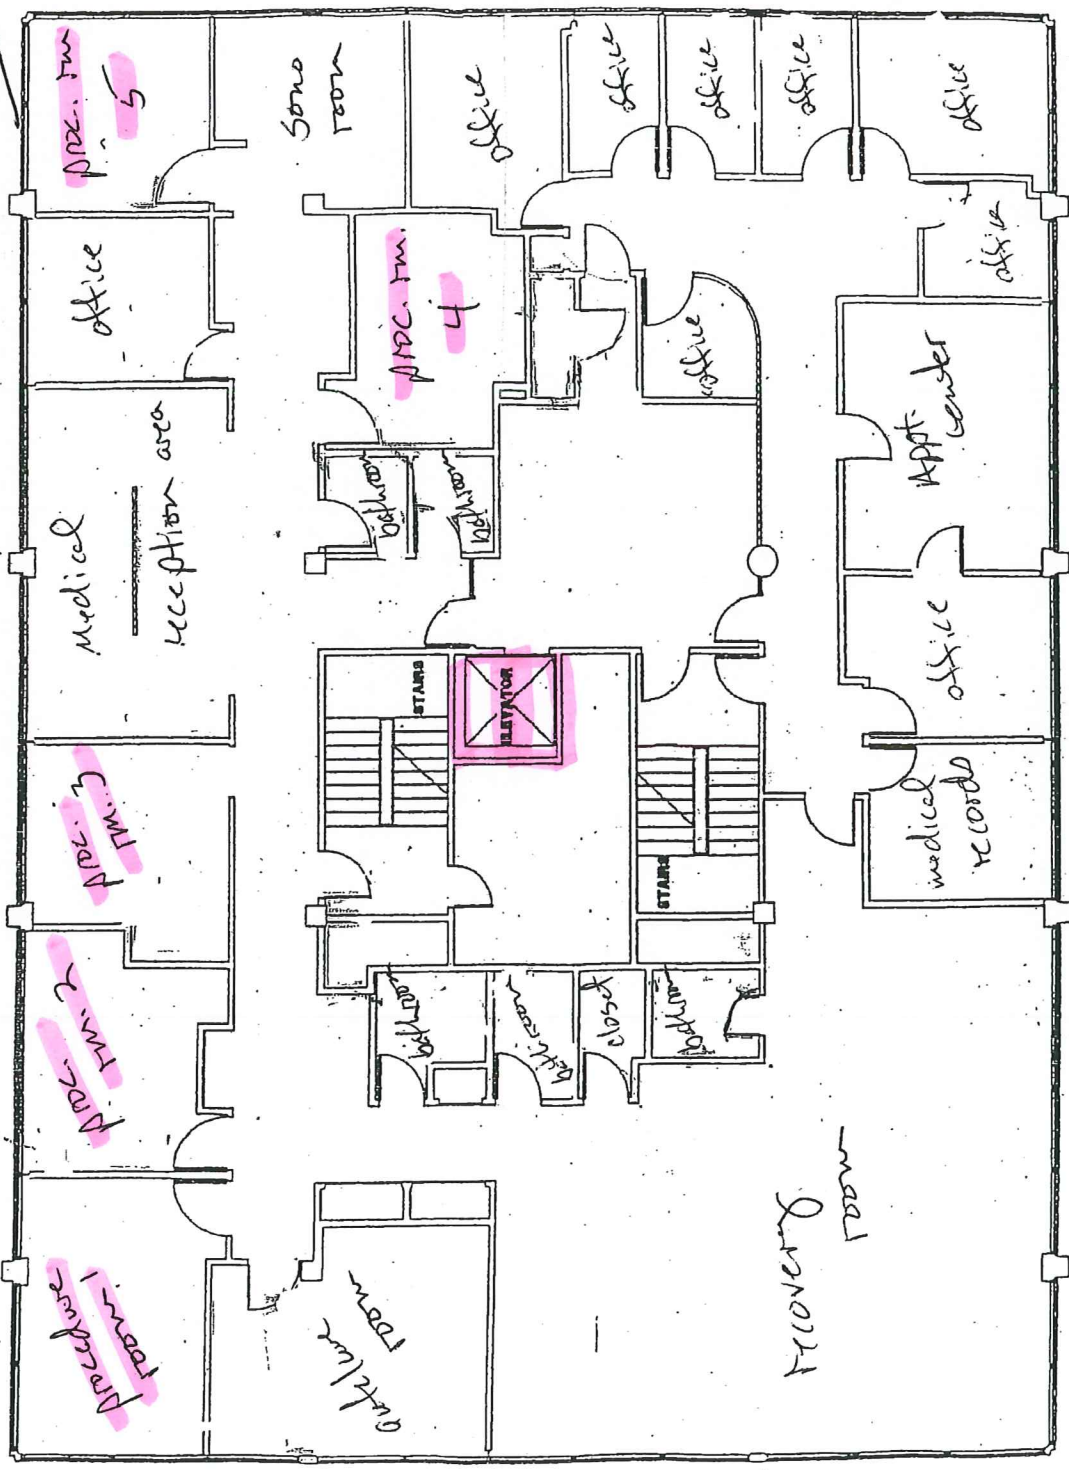 proc. rm
5
sono
room
office
office
office
office
office
office
office
proc. rm.
4
office
Appt.
center
Medical
reception area
bathroom
bathroom
office
STAIRS
ELEVATOR
proc.
rm. 3
STAIRS
medical
records
proc.
rm. 2
bathroom
bathroom
closet
bathroom
procedure
room 1
room
recovery
room